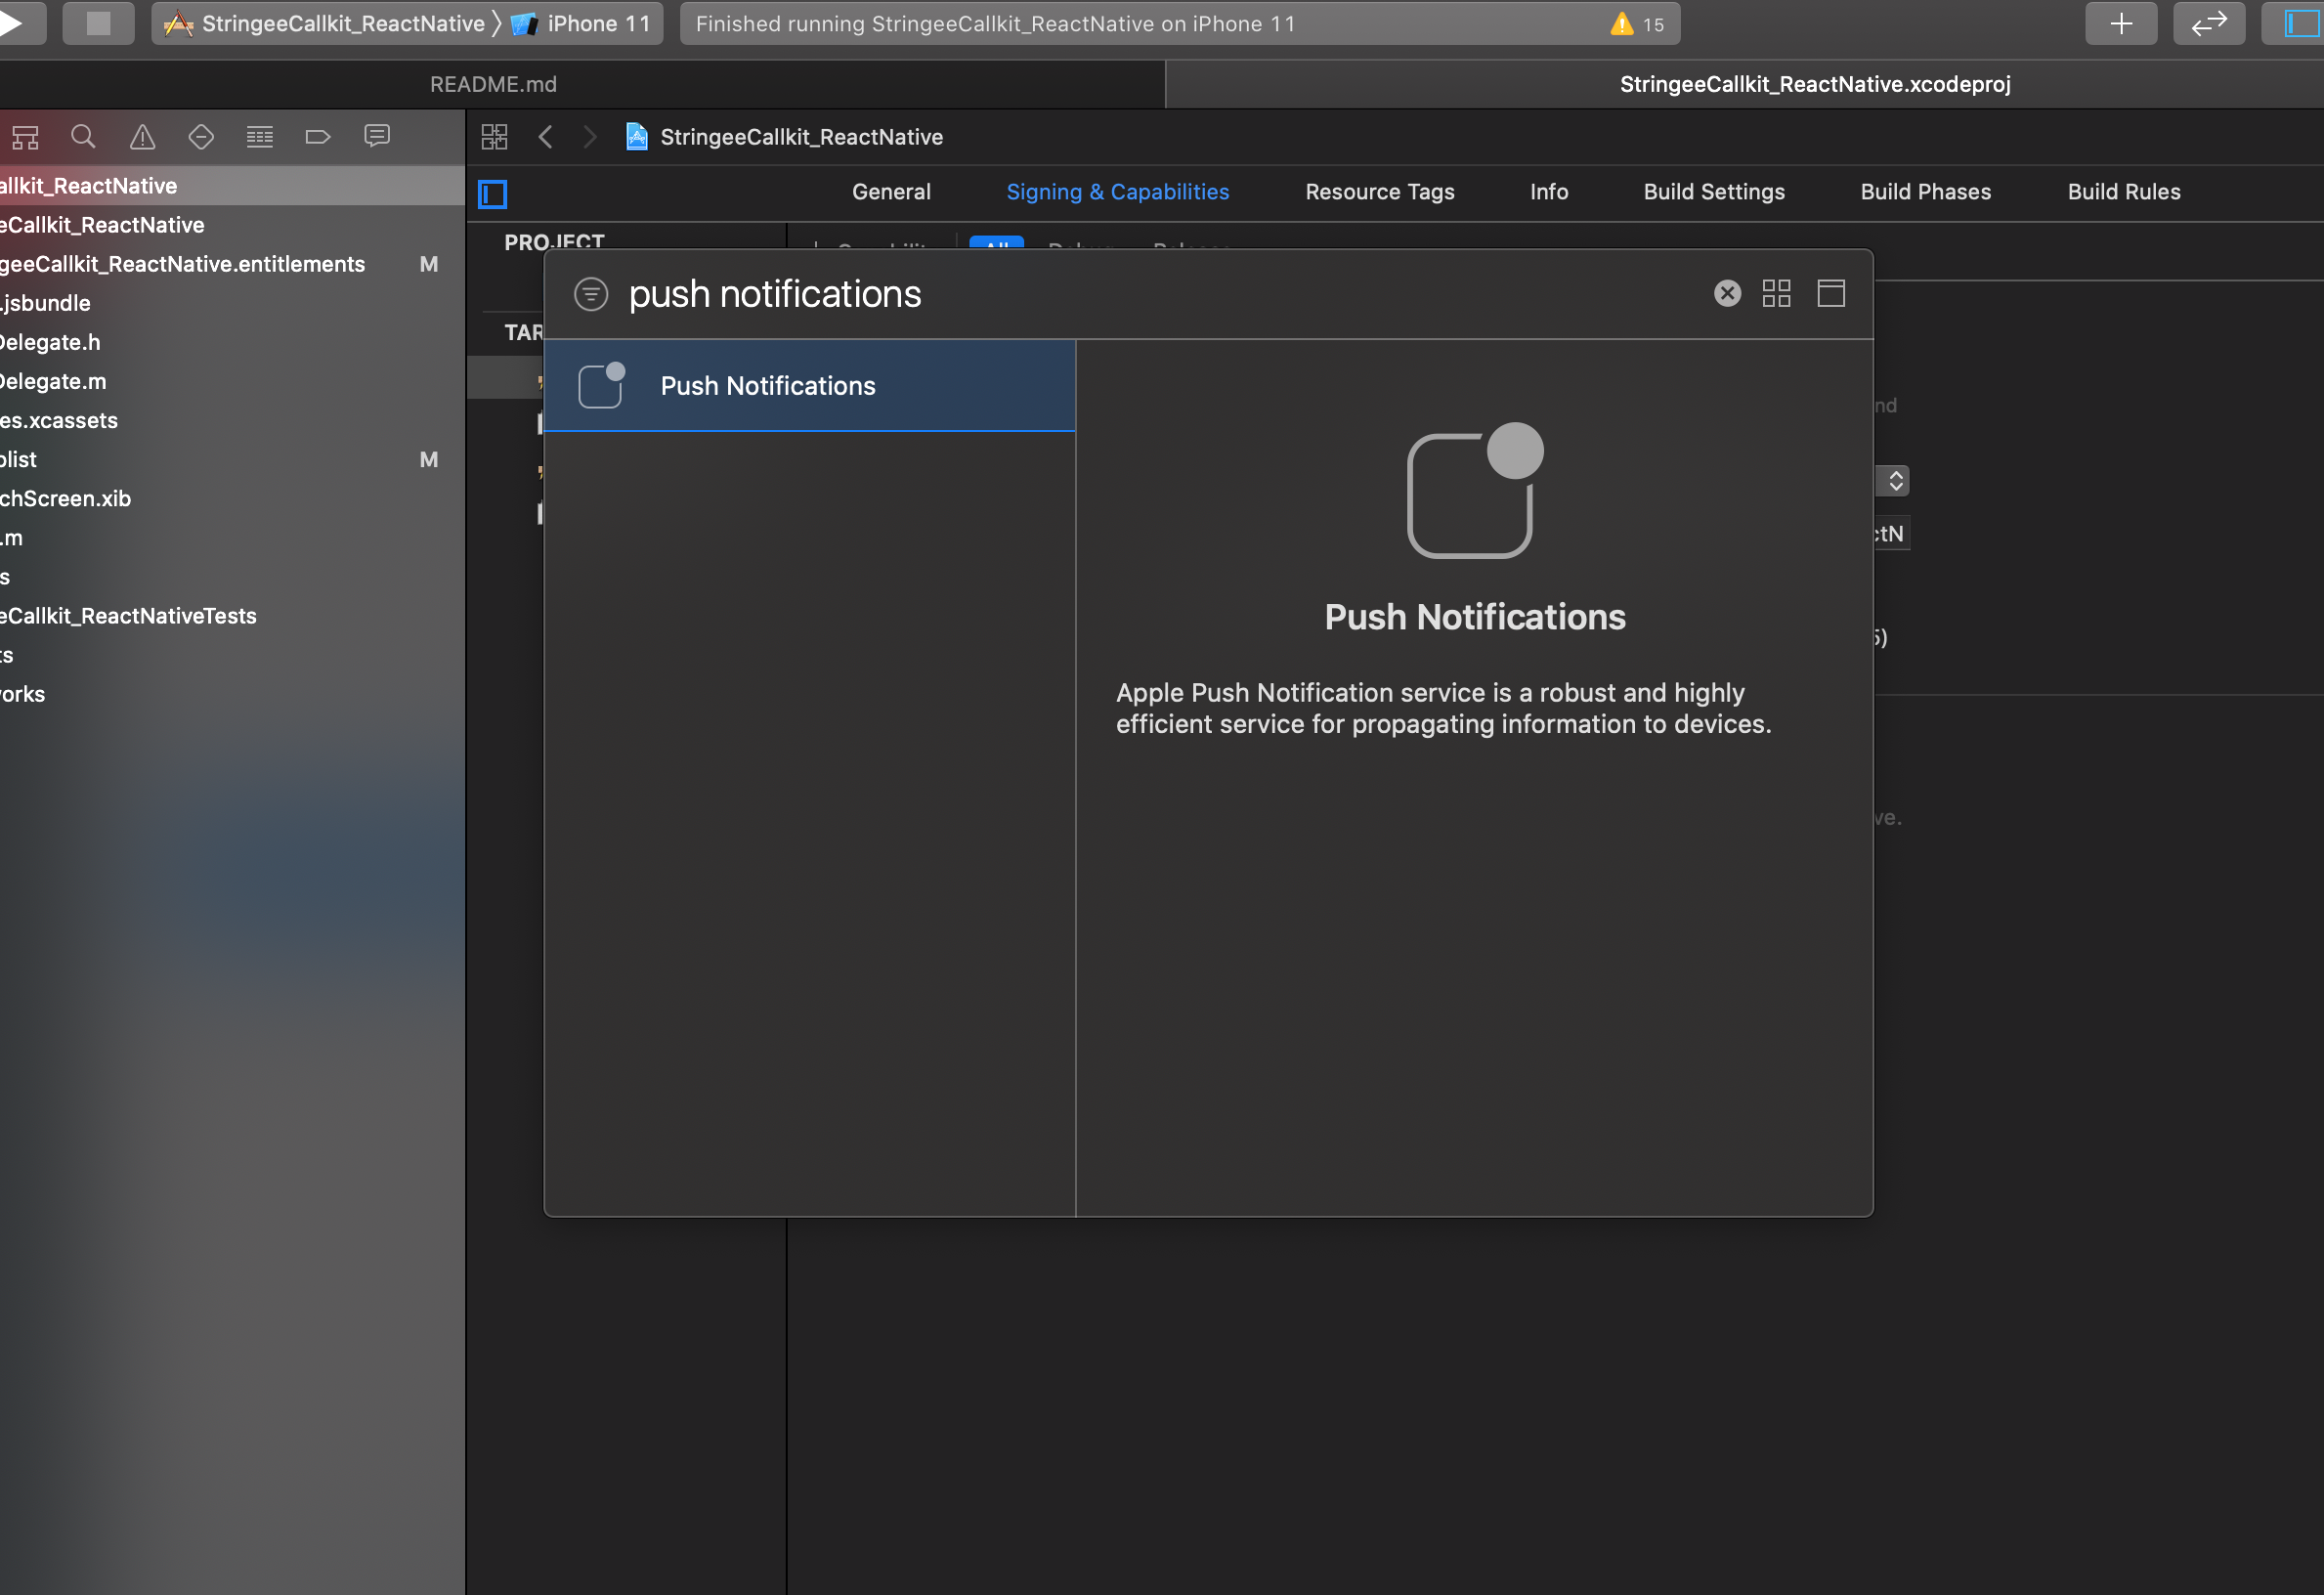 StringeeCallkit_ReactNative
iPhone 11
Finished running StringeeCallkit_ReactNative on iPhone 11
15
README.md
StringeeCallkit_ReactNative.xcodeproj
StringeeCallkit_ReactNative
General
Signing & Capabilities
Resource Tags
Info
Build Settings
Build Phases
Build Rules
allkit_ReactNative
eCallkit_ReactNative
geeCallkit_ReactNative.entitlements
M
.jsbundle
Delegate.h
Delegate.m
es.xcassets
plist
M
chScreen.xib
.m
s
eCallkit_ReactNativeTests
ts
works
PROJECT
TAR
All
push notifications
Push Notifications
Push Notifications
Apple Push Notification service is a robust and highly
efficient service for propagating information to devices.
nd
ctN
5)
ve.